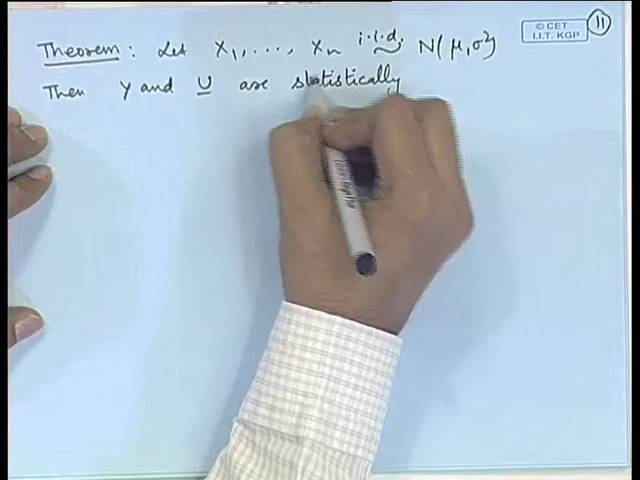 © CET
I.I.T. KGP
11
Theorem: Let X₁, ..., Xₙ i.i.d. ~ N(μ, σ²)
Then Y and U are statistically